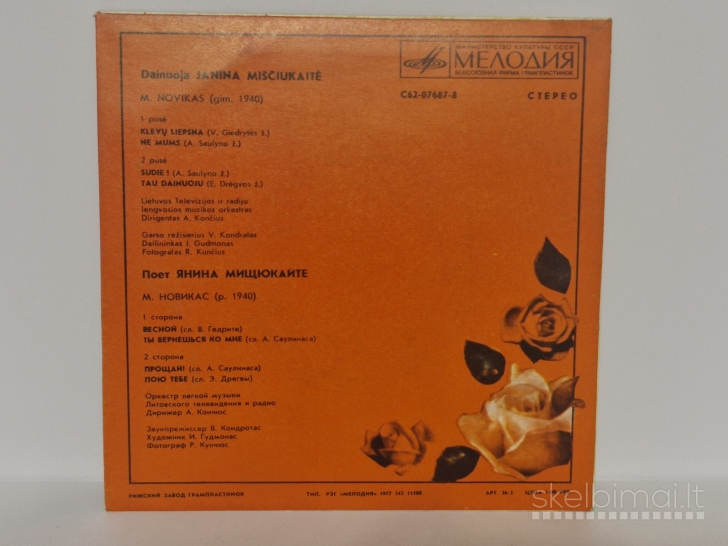 Dainuoja JANINA MIŠČIUKAITĖ
МИНИСТЕРСТВО КУЛЬТУРЫ СССР
МЕЛОДИЯ
ВСЕСОЮЗНАЯ ФИРМА ГРАМПЛАСТИНОК
M. NOVIKAS (gim. 1940)
С62-07687-8 СТЕРЕО
1 pusė
KLEVŲ LIEPSNA (V. Giedrytės ž.)
NE MUMS (A. Saulyno ž.)
2 pusė
SUDIE! (A. Saulyno ž.)
TAU DAINUOJU (E. Drėgvos ž.)
Lietuvos Televizijos ir radijo
lengvosios muzikos orkestras
Dirigentas A. Končius
Garso režisierius V. Kondratas
Dailininkas I. Gudmonas
Fotografas R. Kunčius
Поет ЯНИНА МИЩЮКАЙТЕ
М. НОВИКАС (р. 1940)
1 сторона
ВЕСНОЙ (сл. В. Гедрите)
ТЫ ВЕРНЕШЬСЯ КО МНЕ (сл. А. Саулинаса)
2 сторона
ПРОЩАЙ! (сл. А. Саулинаса)
ПОЮ ТЕБЕ (сл. Э. Дрегвы)
Оркестр легкой музыки
Литовского телевидения и радио
Дирижер А. Кончюс
Звукорежиссер В. Кондротас
Художник И. Гудмонас
Фотограф Р. Кунчюс
РИЖСКИЙ ЗАВОД ГРАМПЛАСТИНОК ТИП. РЗГ «МЕЛОДИЯ» 1977 АРТ
skelbimai.lt